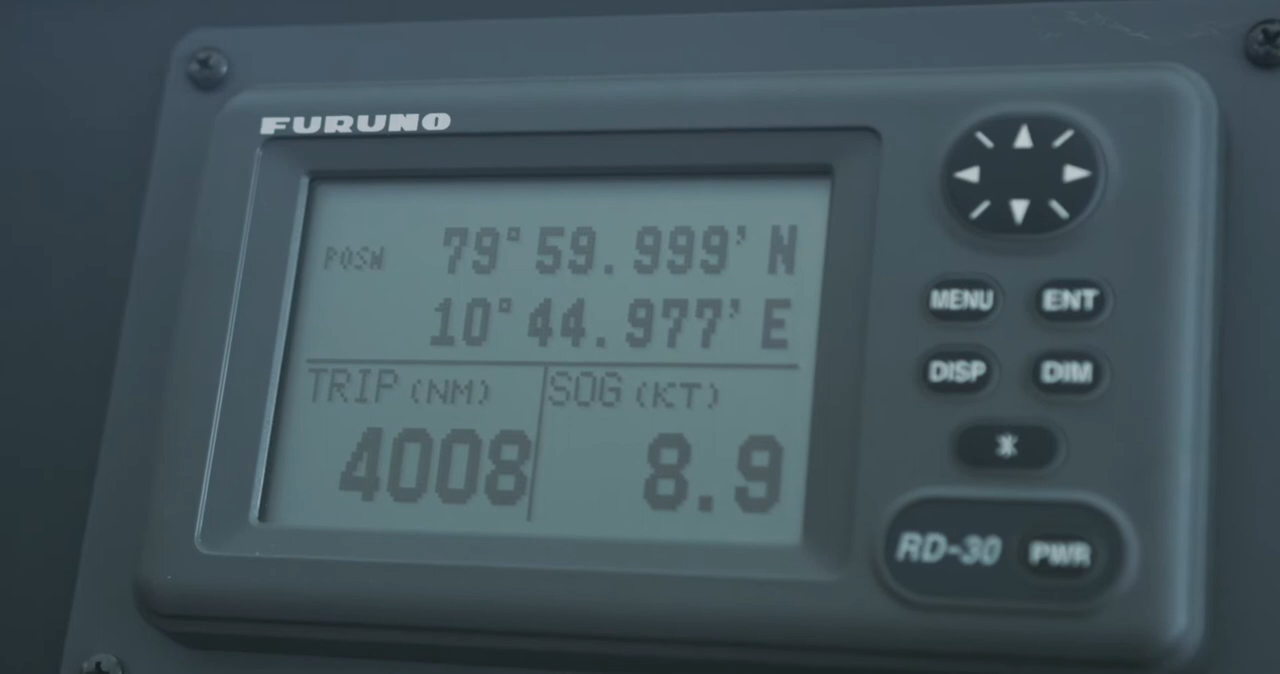 FURUNO
POSN 79°59.999' N
10°44.977' E
TRIP (NM) SOG (KT)
4008 8.9
MENU ENT
DISP DIM
RD-30 PWR